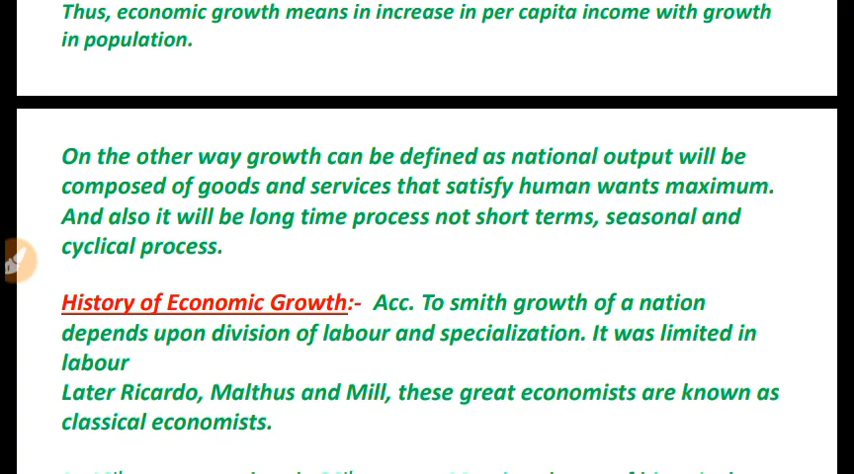 Thus, economic growth means in increase in per capita income with growth
in population.
On the other way growth can be defined as national output will be
composed of goods and services that satisfy human wants maximum.
And also it will be long time process not short terms, seasonal and
cyclical process.
History of Economic Growth:- Acc. To smith growth of a nation
depends upon division of labour and specialization. It was limited in
labour
Later Ricardo, Malthus and Mill, these great economists are known as
classical economists.